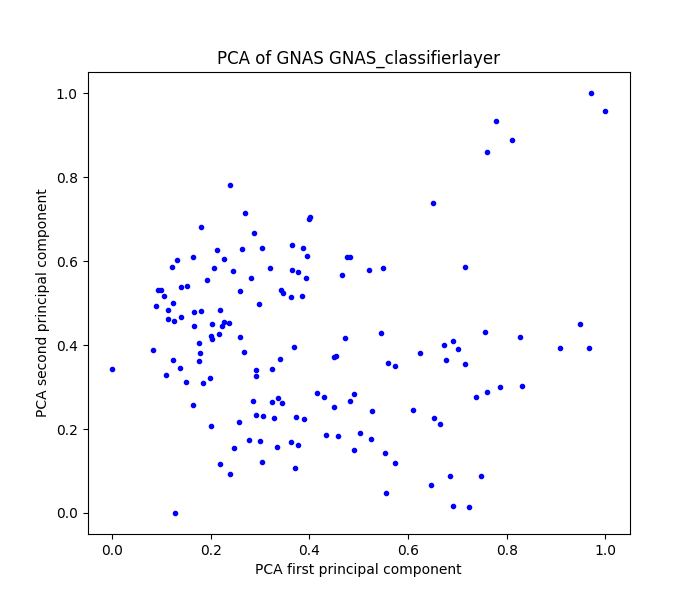 PCA of GNAS GNAS_classifierlayer
PCA second principal component
1.0
0.8
0.6
0.4
0.2
0.0
0.0 0.2 0.4 0.6 0.8 1.0
PCA first principal component